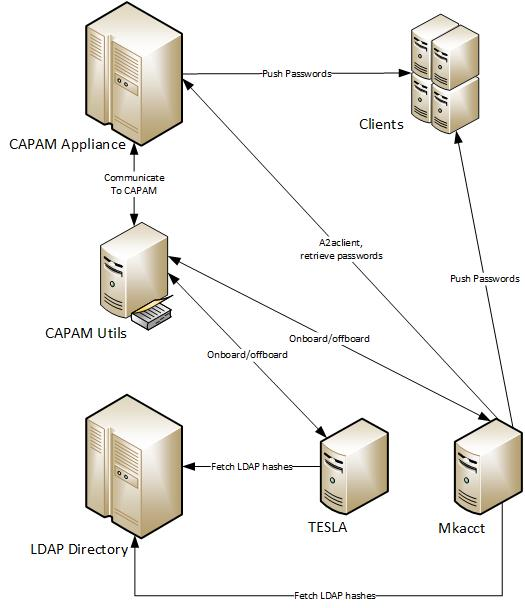 Push Passwords
Clients
CAPAM Appliance
Communicate
To CAPAM
A2aclient,
retrieve passwords
Push Passwords
CAPAM Utils
Onboard/offboard
Onboard/offboard
Fetch LDAP hashes
TESLA
Mkacct
LDAP Directory
Fetch LDAP hashes